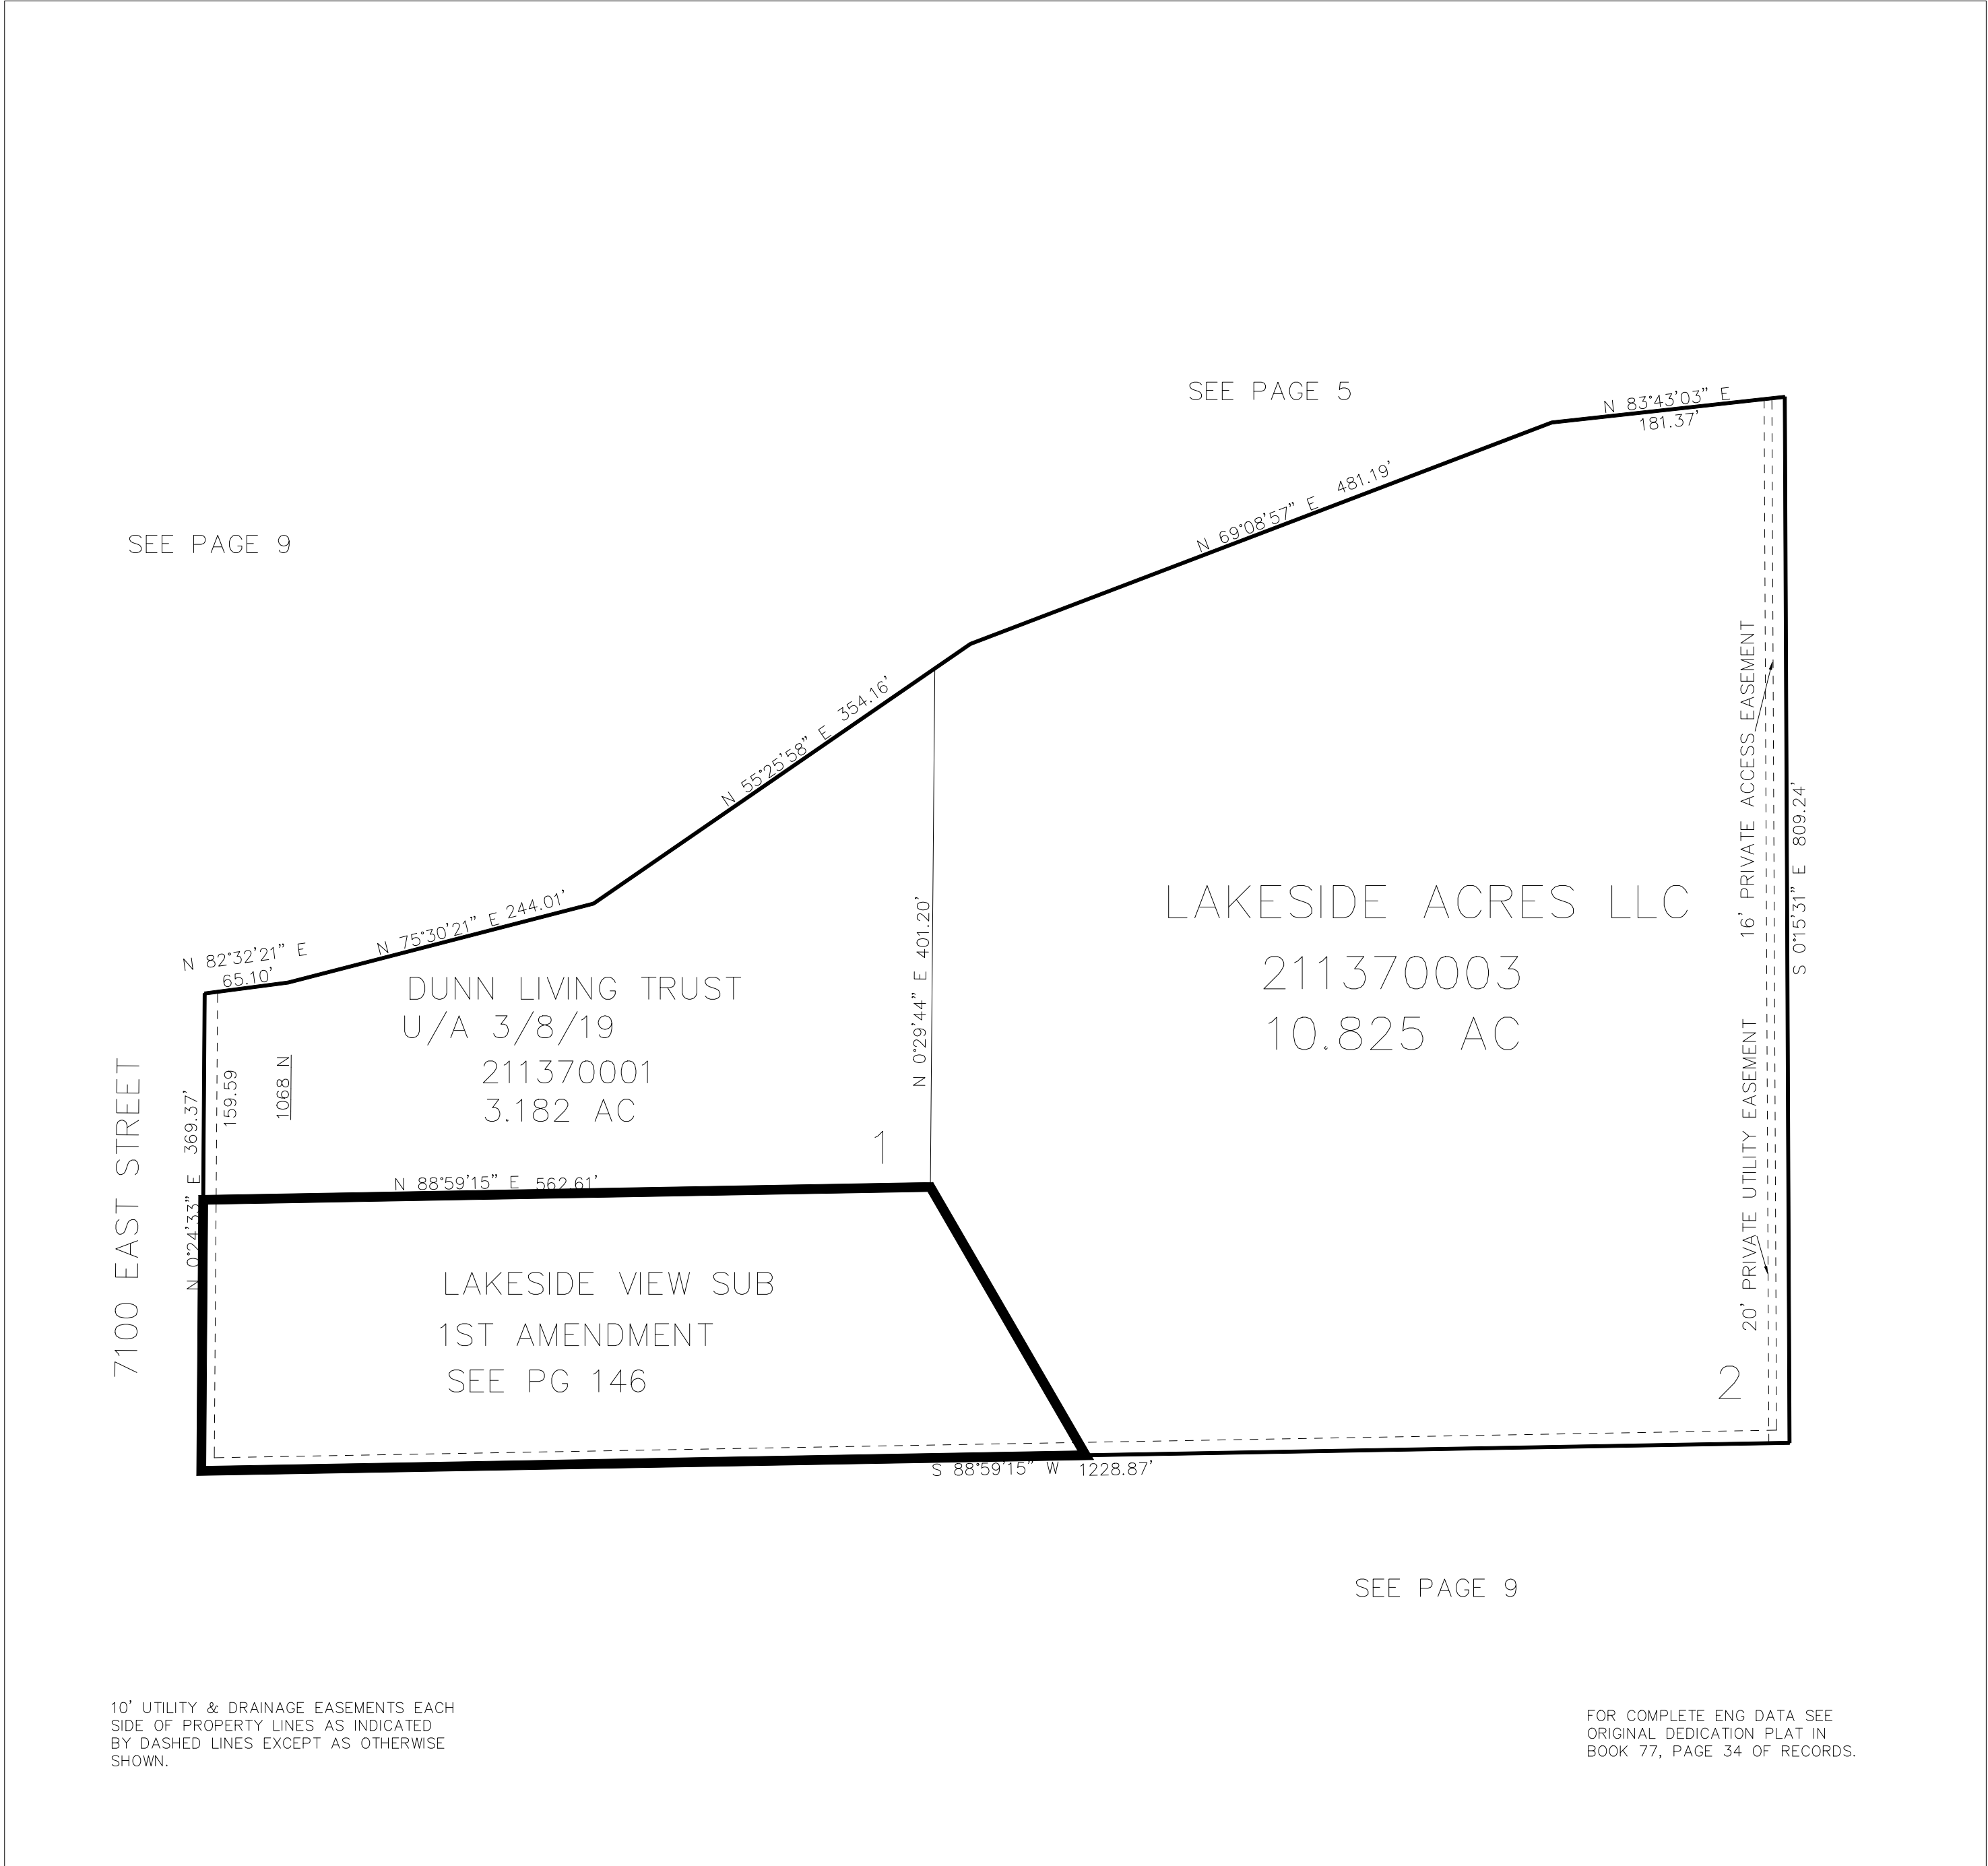 SEE PAGE 5
N 83°43'03" E
181.37'
N 69°08'57" E 481.19'
SEE PAGE 9
N 55°25'58" E 354.16'
N 75°30'21" E 244.01'
N 82°32'21" E
65.10'
DUNN LIVING TRUST
U/A 3/8/19
211370001
3.182 AC
1
159.59
1068 N
N 0°24'33" E 369.37'
7100 EAST STREET
N 0°29'44" E 401.20'
LAKESIDE ACRES LLC
211370003
10.825 AC
2
16' PRIVATE ACCESS EASEMENT
20' PRIVATE UTILITY EASEMENT
S 0°15'31" E 809.24'
N 88°59'15" E 562.61'
LAKESIDE VIEW SUB
1ST AMENDMENT
SEE PG 146
S 88°59'15" W 1228.87'
SEE PAGE 9
10' UTILITY & DRAINAGE EASEMENTS EACH
SIDE OF PROPERTY LINES AS INDICATED
BY DASHED LINES EXCEPT AS OTHERWISE
SHOWN.
FOR COMPLETE ENG DATA SEE
ORIGINAL DEDICATION PLAT IN
BOOK 77, PAGE 34 OF RECORDS.